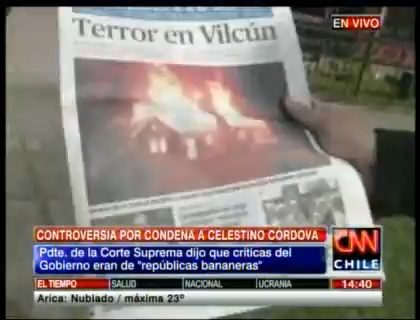 Terror en Vilcún
EN VIVO
CONTROVERSIA POR CONDENA A CELESTINO CÓRDOVA
Pdte. de la Corte Suprema dijo que críticas del
Gobierno eran de "repúblicas bananeras"
CNN
CHILE
EL TIEMPO SALUD NACIONAL UCRANIA 14:40
Arica: Nublado / máxima 23°